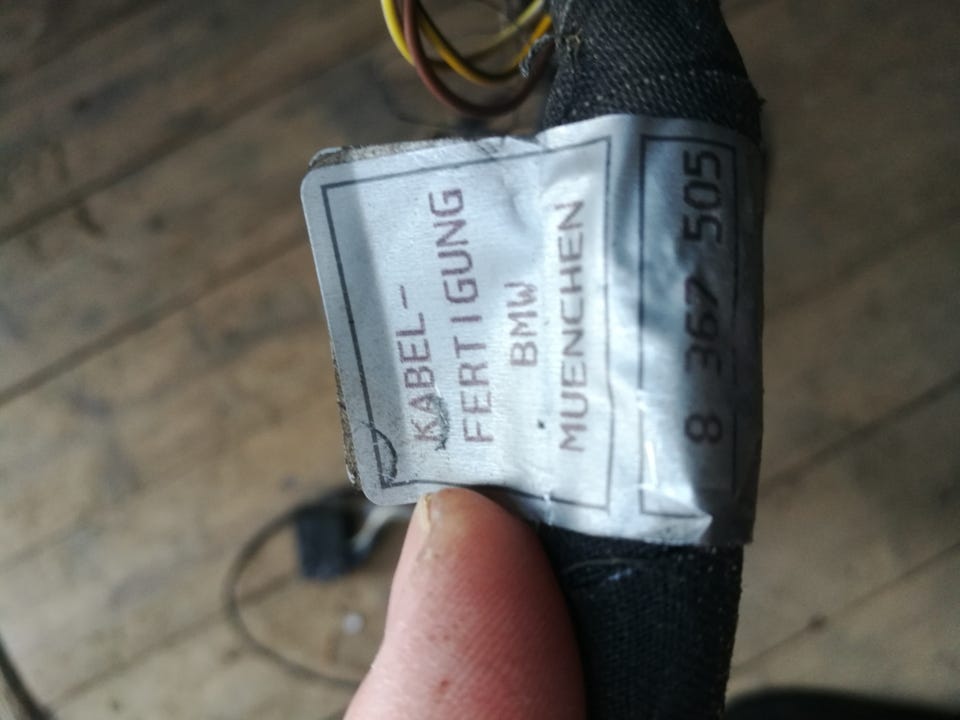 KABEL-
FERTIGUNG
BMW
MUENCHEN
8 367 505